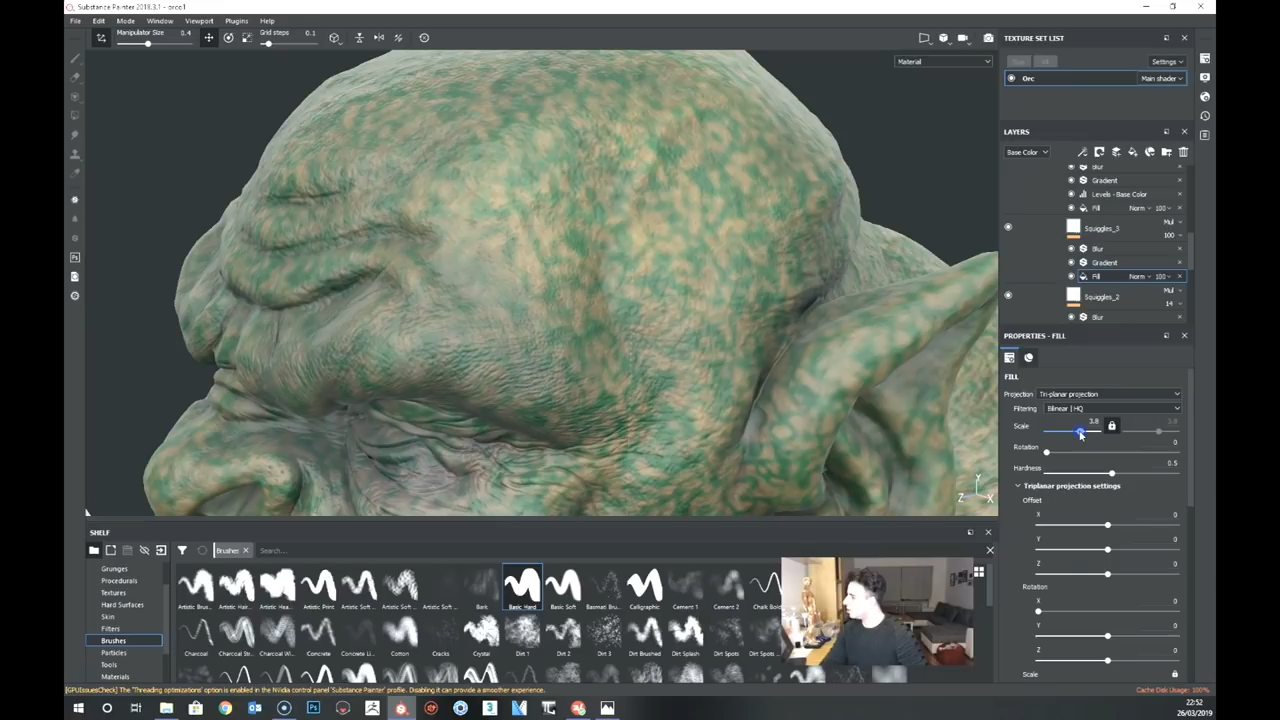 Substance Painter 2018.3.1 - proo1
File Edit Mode Window Viewport Plugins Help
Manipulator Size 0.4 Grid steps 0.1
Material
TEXTURE SET LIST
Settings
Orc Main shader
LAYERS
Base Color
Blur
Gradient
Levels - Base Color
Fill Norm 100
Squiggles_3 Mul
100
Blur
Gradient
Fill Norm 100
Squiggles_2 Mul
14
Blur
PROPERTIES - FILL
FILL
Projection Tri-planar projection
Filtering Bilinear | HQ
Scale 3.8 3.8
Rotation 0
Hardness 0.5
Triplanar projection settings
Offset
X 0
Y 0
Z 0
Rotation
X 0
Y 0
Z 0
Scale
Y
Z X
SHELF
Brushes Search...
Grunges
Procedurals
Textures
Hard Surfaces
Skin
Filters
Brushes
Particles
Tools
Materials
Artistic Brus... Artistic Hair... Artistic Hea... Artistic Print Artistic Soft ... Artistic Soft ... Artistic Soft ... Bark Basic Hard Basic Soft Basmati Bru... Calligraphic Cement 1 Cement 2 Chalk Bold
Charcoal Charcoal Str... Charcoal Wi... Concrete Concrete Li... Cotton Cracks Crystal Dirt 1 Dirt 2 Dirt 3 Dirt Brushed Dirt Splash Dirt Spots Dirt Spots
[GPUIssuesCheck] The "Threading optimizations" option is enabled in the NVidia control panel 'Substance Painter' profile. Disabling it can provide a smoother experience.
Cache Disk Usage: 100%
22:52
26/03/2019